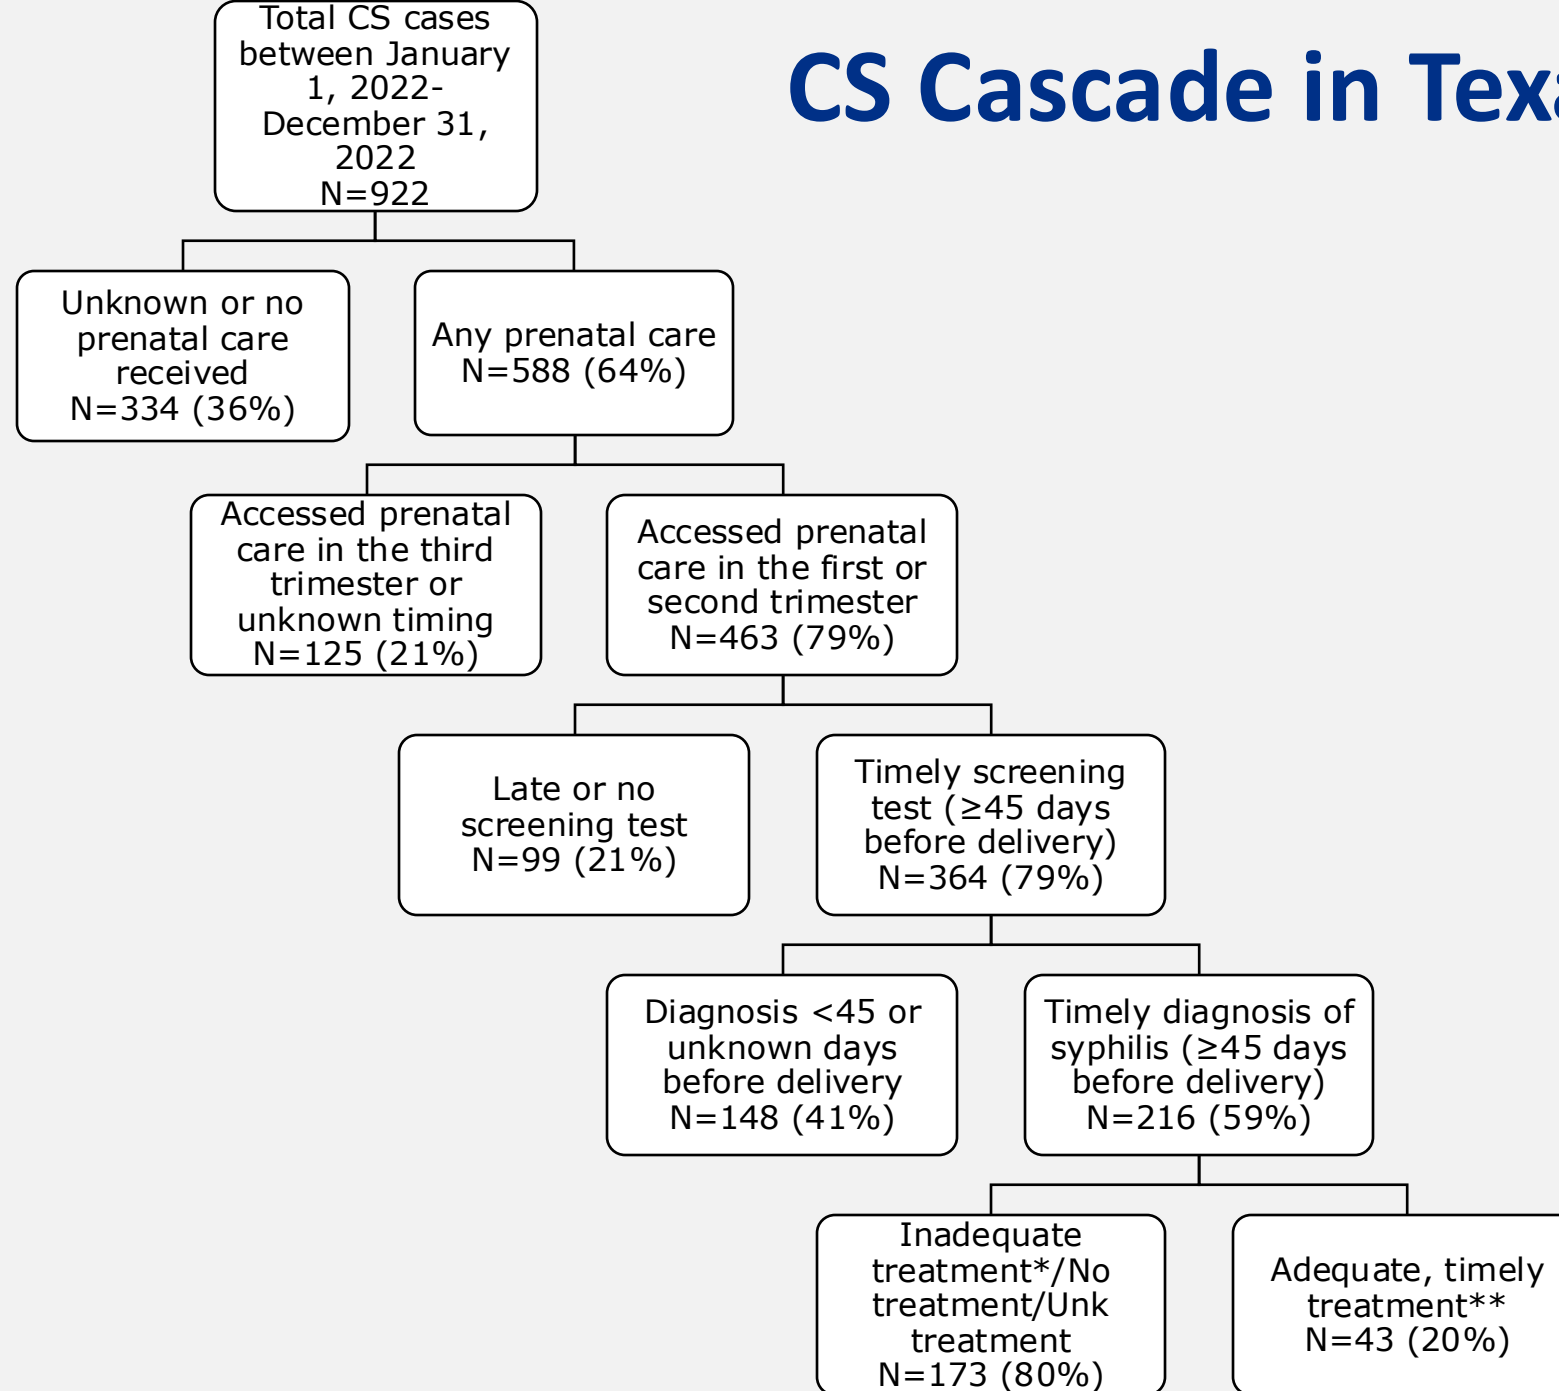 Total CS cases
between January
1, 2022-
December 31,
2022
N=922
CS Cascade in Texa
Unknown or no
prenatal care
received
N=334 (36%)
Any prenatal care
N=588 (64%)
Accessed prenatal
care in the third
trimester or
unknown timing
N=125 (21%)
Accessed prenatal
care in the first or
second trimester
N=463 (79%)
Late or no
screening test
N=99 (21%)
Timely screening
test (≥45 days
before delivery)
N=364 (79%)
Diagnosis <45 or
unknown days
before delivery
N=148 (41%)
Timely diagnosis of
syphilis (≥45 days
before delivery)
N=216 (59%)
Inadequate
treatment*/No
treatment/Unk
treatment
N=173 (80%)
Adequate, timely
treatment**
N=43 (20%)